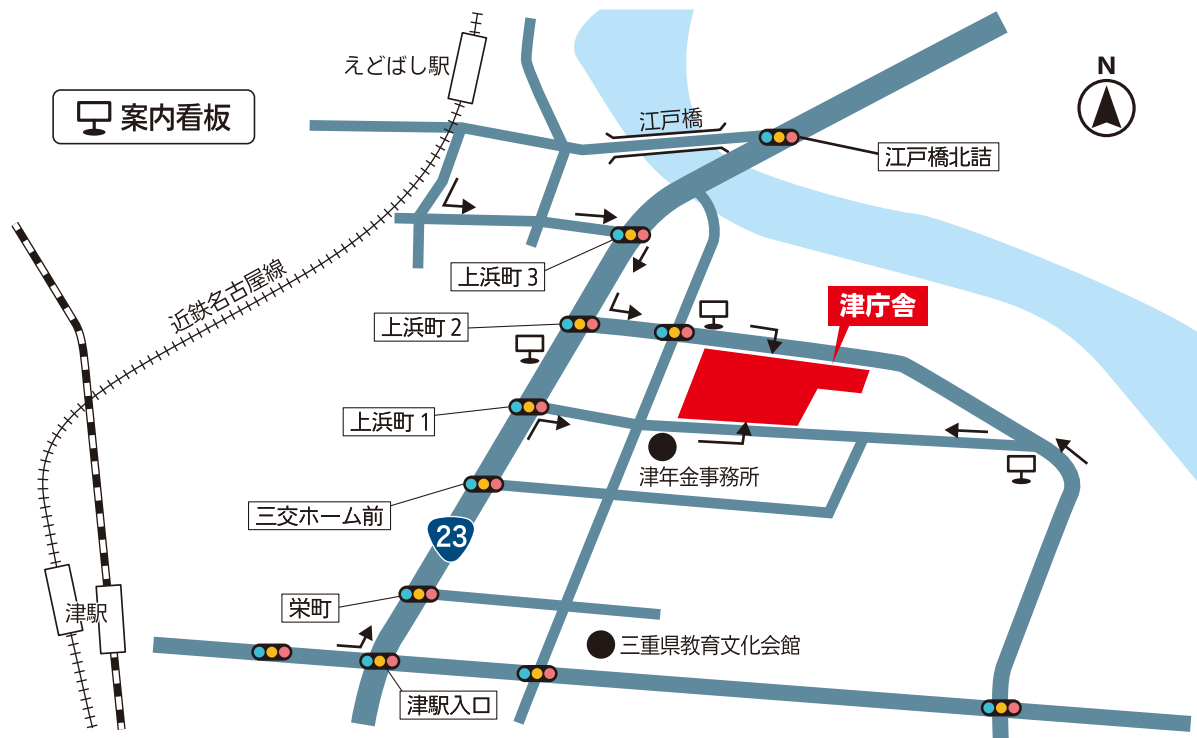 えどばし駅
N
案内看板
江戸橋
江戸橋北詰
近鉄名古屋線
上浜町3
津庁舎
上浜町2
上浜町1
津年金事務所
三交ホーム前
23
栄町
津駅
三重県教育文化会館
津駅入口